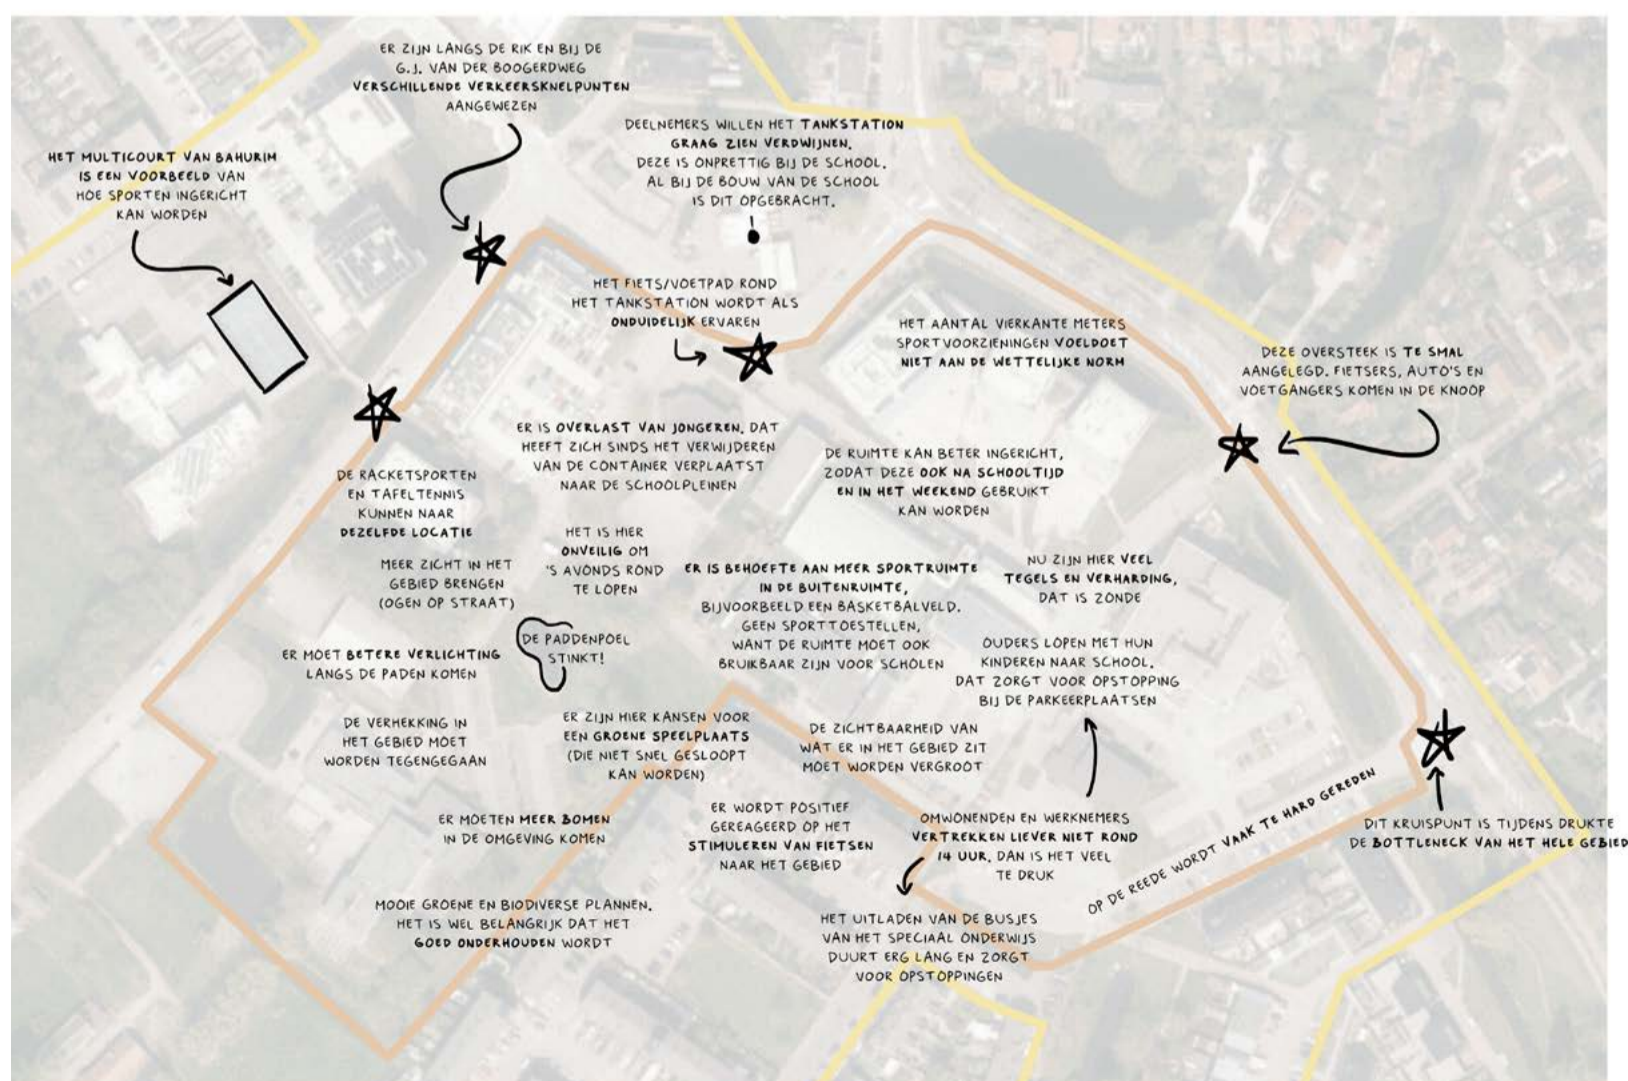 ER ZIJN LANGS DE RIK EN BIJ DE
G.J. VAN DER BOOGERDWEG
VERSCHILLENDE VERKEERSKNELPUNTEN
AANGEWEZEN
DEELNEMERS WILLEN HET TANKSTATION
GRAAG ZIEN VERDWIJNEN.
DEZE IS ONPRETTIG BIJ DE SCHOOL.
AL BIJ DE BOUW VAN DE SCHOOL
IS DIT OPGEBRACHT.
HET MULTICOURT VAN BAHURIM
IS EEN VOORBEELD VAN
HOE SPORTEN INGERICHT
KAN WORDEN
HET FIETS/VOETPAD ROND
HET TANKSTATION WORDT ALS
ONDUIDELIJK ERVAREN
HET AANTAL VIERKANTE METERS
SPORTVOORZIENINGEN VOELDOET
NIET AAN DE WETTELIJKE NORM
DEZE OVERSTEEK IS TE SMAL
AANGELEGD. FIETSERS, AUTO'S EN
VOETGANGERS KOMEN IN DE KNOOP
ER IS OVERLAST VAN JONGEREN. DAT
HEEFT ZICH SINDS HET VERWIJDEREN
VAN DE CONTAINER VERPLAATST
NAAR DE SCHOOLPLEINEN
DE RUIMTE KAN BETER INGERICHT,
ZODAT DEZE OOK NA SCHOOLTIJD
EN IN HET WEEKEND GEBRUIKT
KAN WORDEN
DE RACKETSPORTEN
EN TAFELTENNIS
KUNNEN NAAR
DEZELFDE LOCATIE
HET IS HIER
ONVEILIG OM
'S AVONDS ROND
TE LOPEN
MEER ZICHT IN HET
GEBIED BRENGEN
(OGEN OP STRAAT)
ER IS BEHOEFTE AAN MEER SPORTRUIMTE
IN DE BUITENRUIMTE,
BIJVOORBEELD EEN BASKETBALVELD.
GEEN SPORTTOESTELLEN,
WANT DE RUIMTE MOET OOK
BRUIKBAAR ZIJN VOOR SCHOLEN
NU ZIJN HIER VEEL
TEGELS EN VERHARDING,
DAT IS ZONDE
DE PADDENPOEL
STINKT!
ER MOET BETERE VERLICHTING
LANGS DE PADEN KOMEN
OUDERS LOPEN MET HUN
KINDEREN NAAR SCHOOL.
DAT ZORGT VOOR OPSTOPPING
BIJ DE PARKEERPLAATSEN
DE VERHEKKING IN
HET GEBIED MOET
WORDEN TEGENGEGAAN
ER ZIJN HIER KANSEN VOOR
EEN GROENE SPEELPLAATS
(DIE NIET SNEL GESLOOPT
KAN WORDEN)
DE ZICHTBAARHEID VAN
WAT ER IN HET GEBIED ZIT
MOET WORDEN VERGROOT
ER MOETEN MEER BOMEN
IN DE OMGEVING KOMEN
ER WORDT POSITIEF
GEREAGEERD OP HET
STIMULEREN VAN FIETSEN
NAAR HET GEBIED
OMWONENDEN EN WERKNEMERS
VERTREKKEN LIEVER NIET ROND
14 UUR. DAN IS HET VEEL
TE DRUK
OP DE REEDE WORDT VAAK TE HARD GEREDEN
DIT KRUISPUNT IS TIJDENS DRUKTE
DE BOTTLENECK VAN HET HELE GEBIED
MOOIE GROENE EN BIODIVERSE PLANNEN.
HET IS WEL BELANGRIJK DAT HET
GOED ONDERHOUDEN WORDT
HET UITLADEN VAN DE BUSJES
VAN HET SPECIAAL ONDERWIJS
DUURT ERG LANG EN ZORGT
VOOR OPSTOPPINGEN